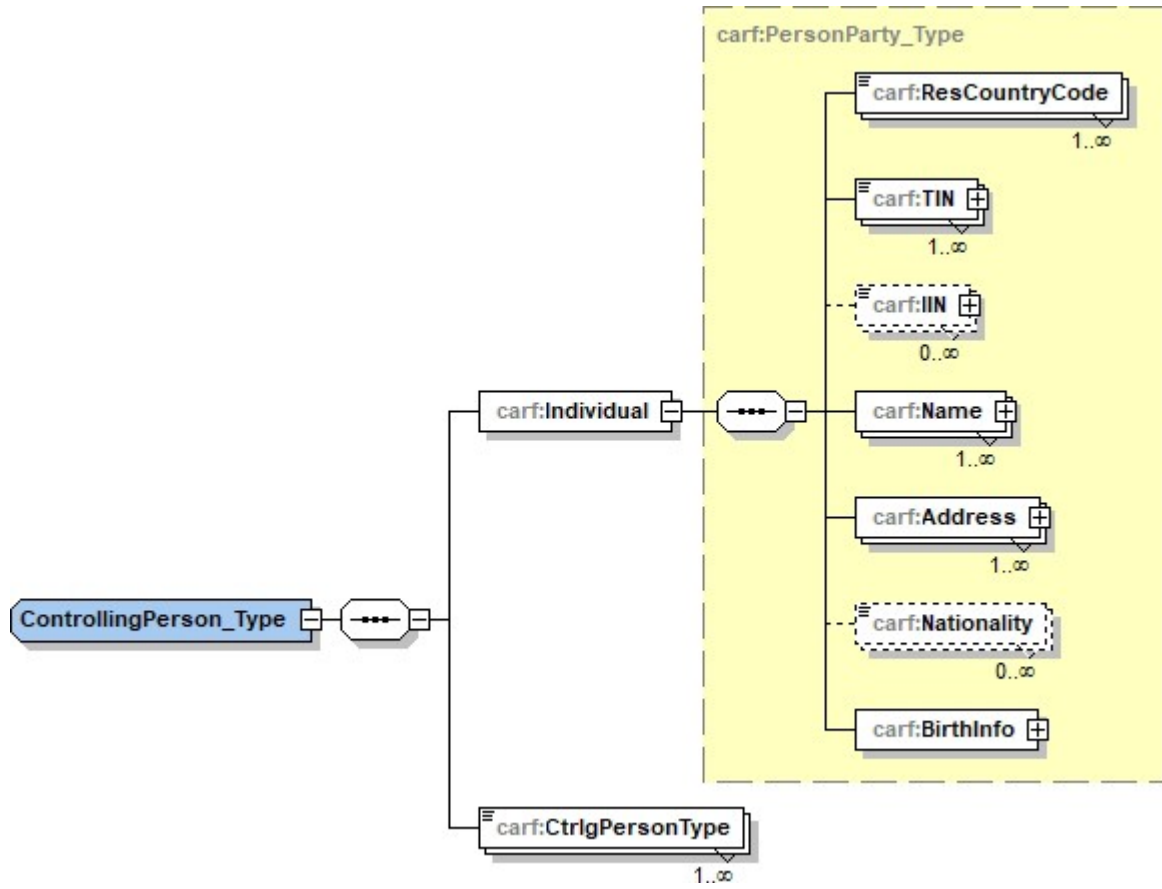 carf:PersonParty_Type
carf:ResCountryCode
1..∞
carf:TIN
1..∞
carf:IIN
0..∞
carf:Individual
carf:Name
1..∞
carf:Address
1..∞
ControllingPerson_Type
carf:Nationality
0..∞
carf:BirthInfo
carf:CtrlgPersonType
1..∞